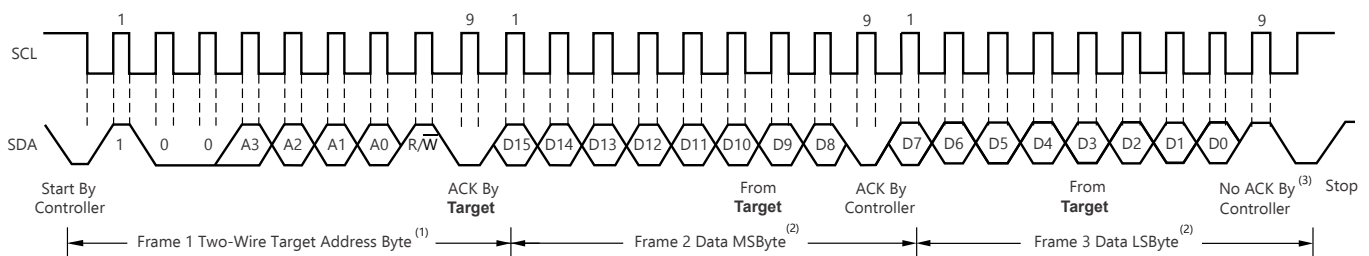 1 9 1 9 1 9
SCL
SDA 1 0 0 A3 A2 A1 A0 R/W̅ D15 D14 D13 D12 D11 D10 D9 D8 D7 D6 D5 D4 D3 D2 D1 D0
Start By
Controller
ACK By
Target
From
Target
ACK By
Controller
From
Target
No ACK By (3)
Controller
Stop
Frame 1 Two-Wire Target Address Byte (1)
Frame 2 Data MSByte (2)
Frame 3 Data LSByte (2)